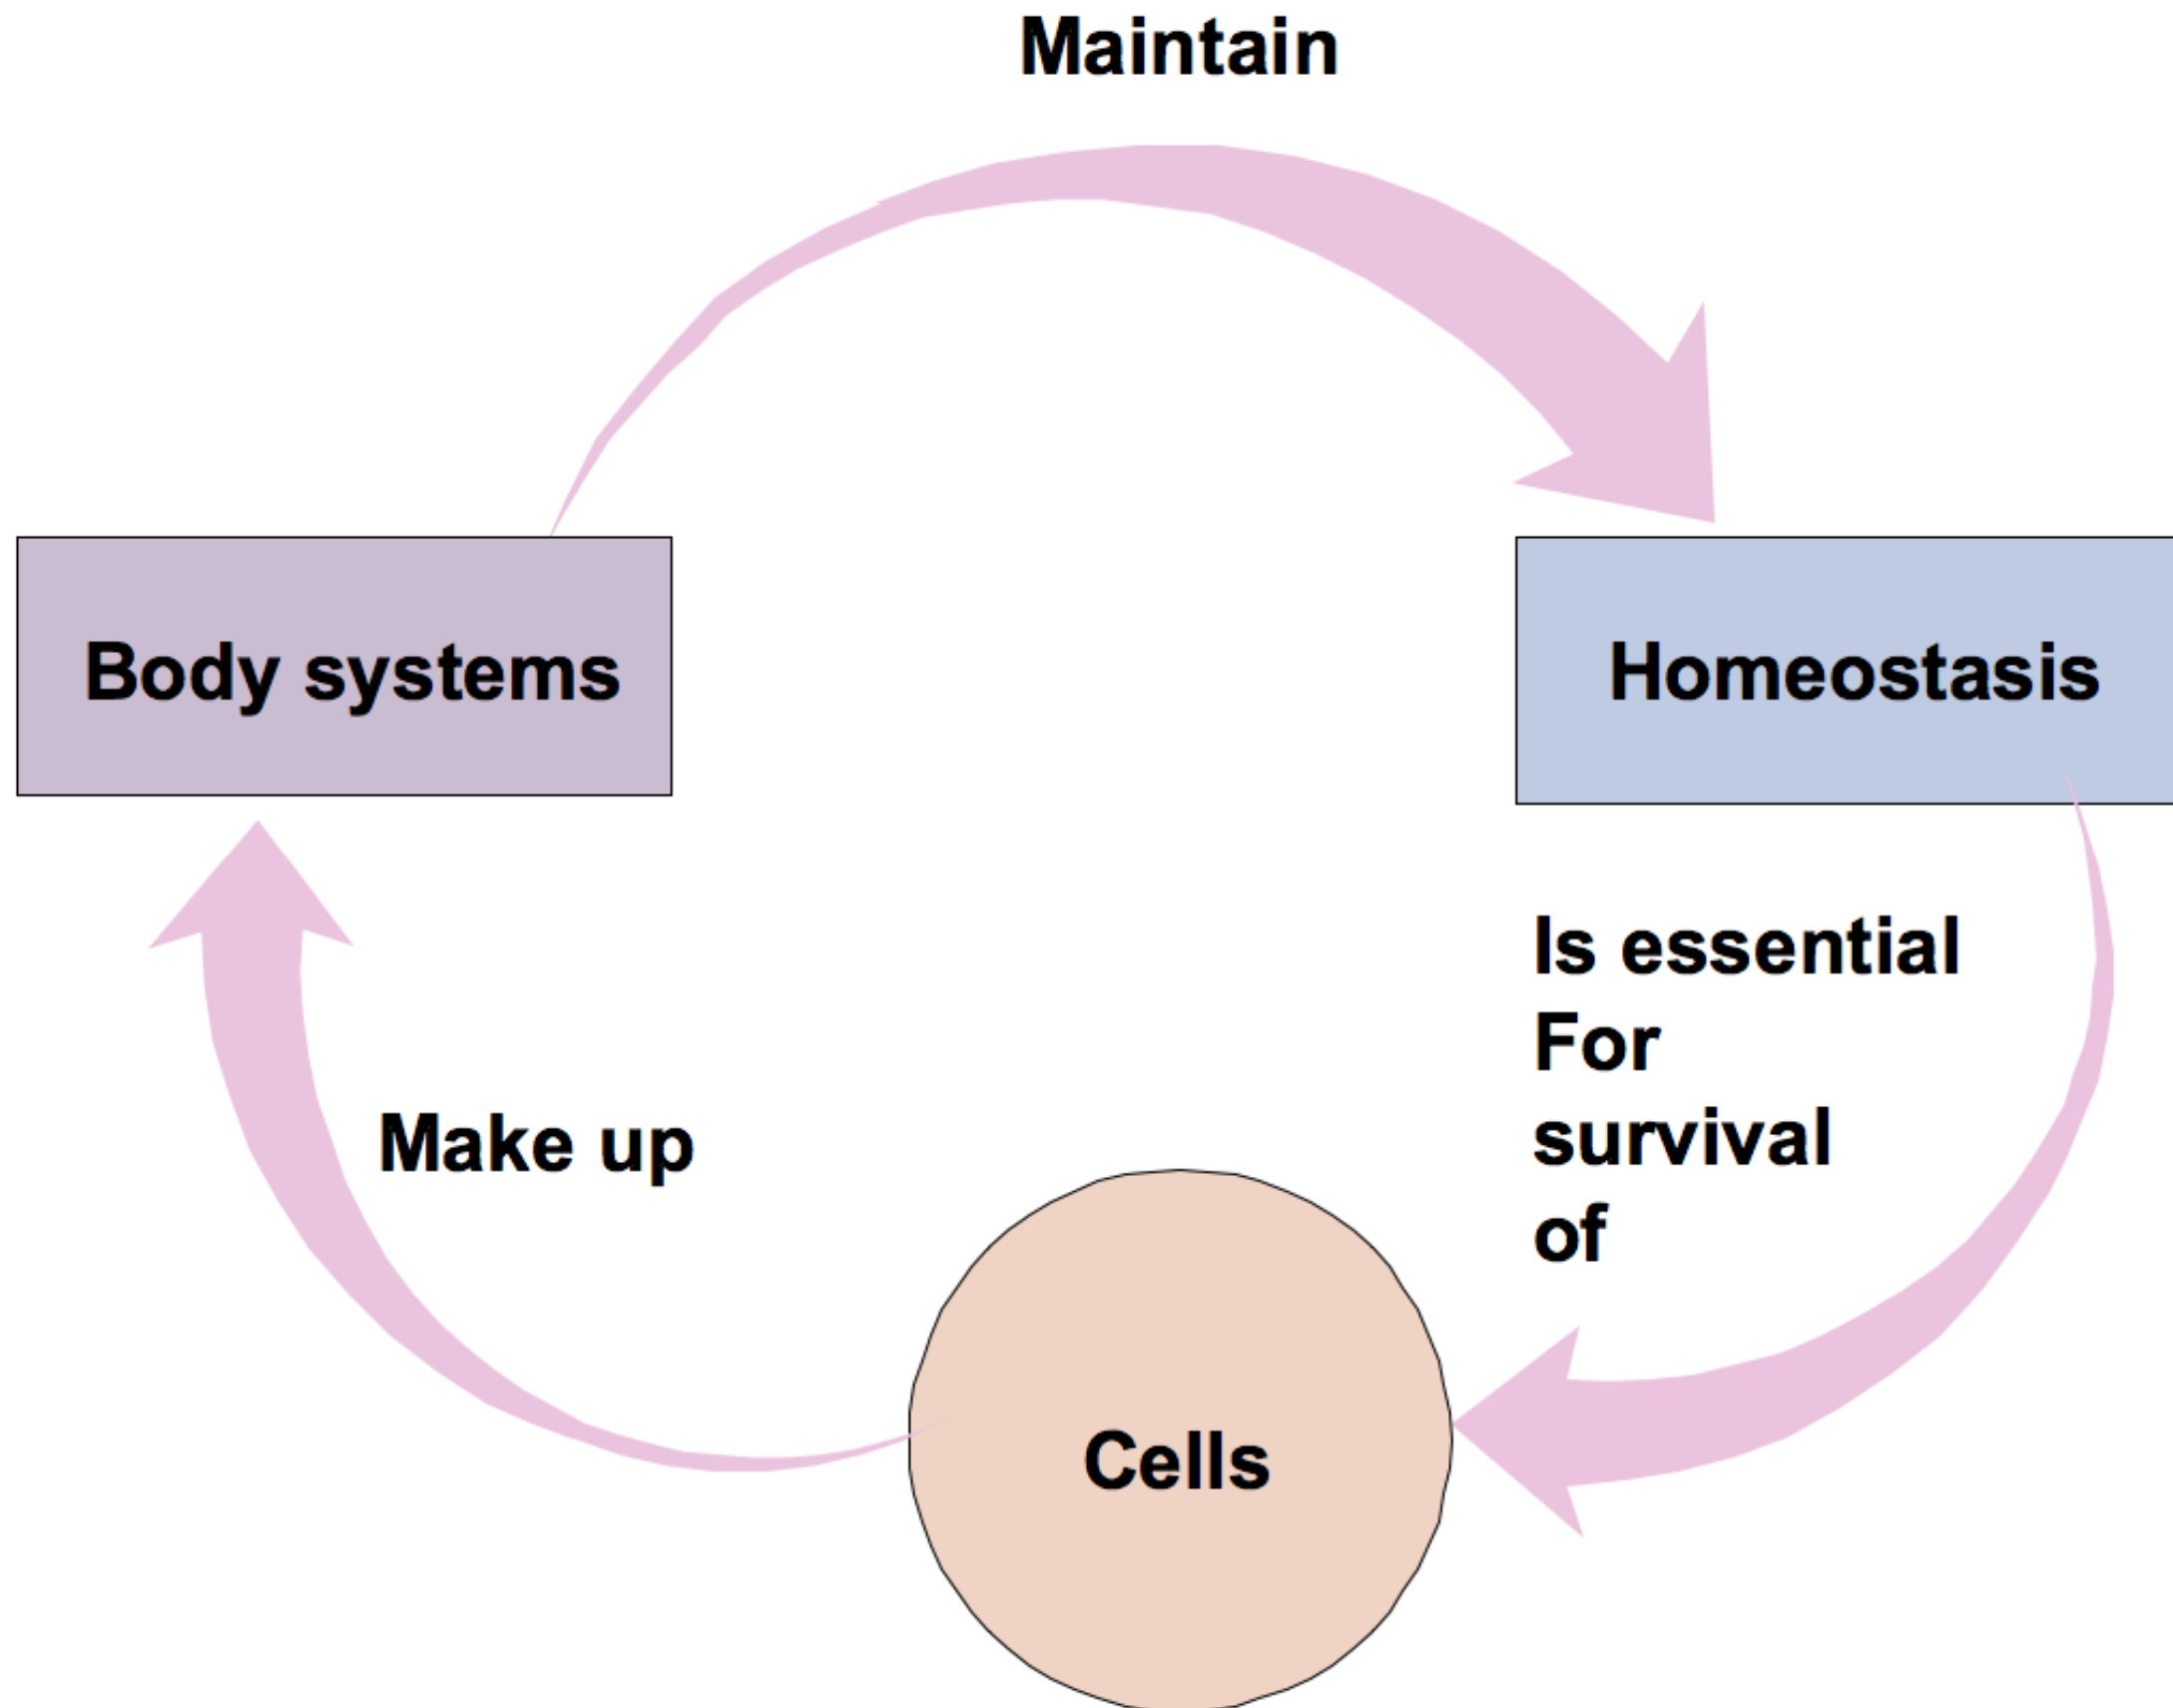 Maintain
Body systems
Homeostasis
Is essential
For
survival
of
Make up
Cells